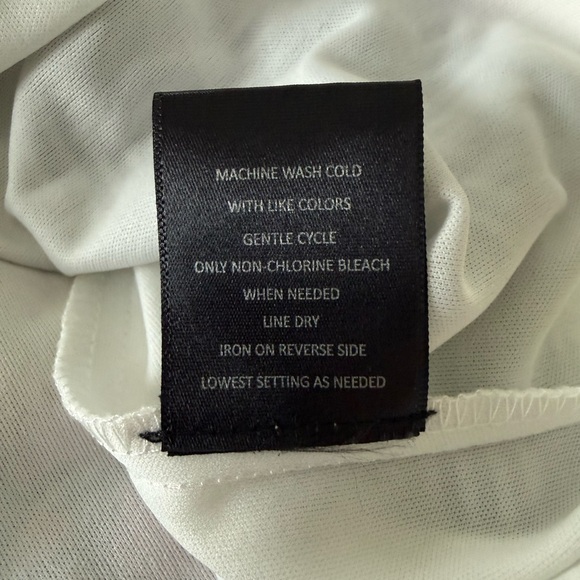 MACHINE WASH COLD
WITH LIKE COLORS
GENTLE CYCLE
ONLY NON-CHLORINE BLEACH
WHEN NEEDED
LINE DRY
IRON ON REVERSE SIDE
LOWEST SETTING AS NEEDED